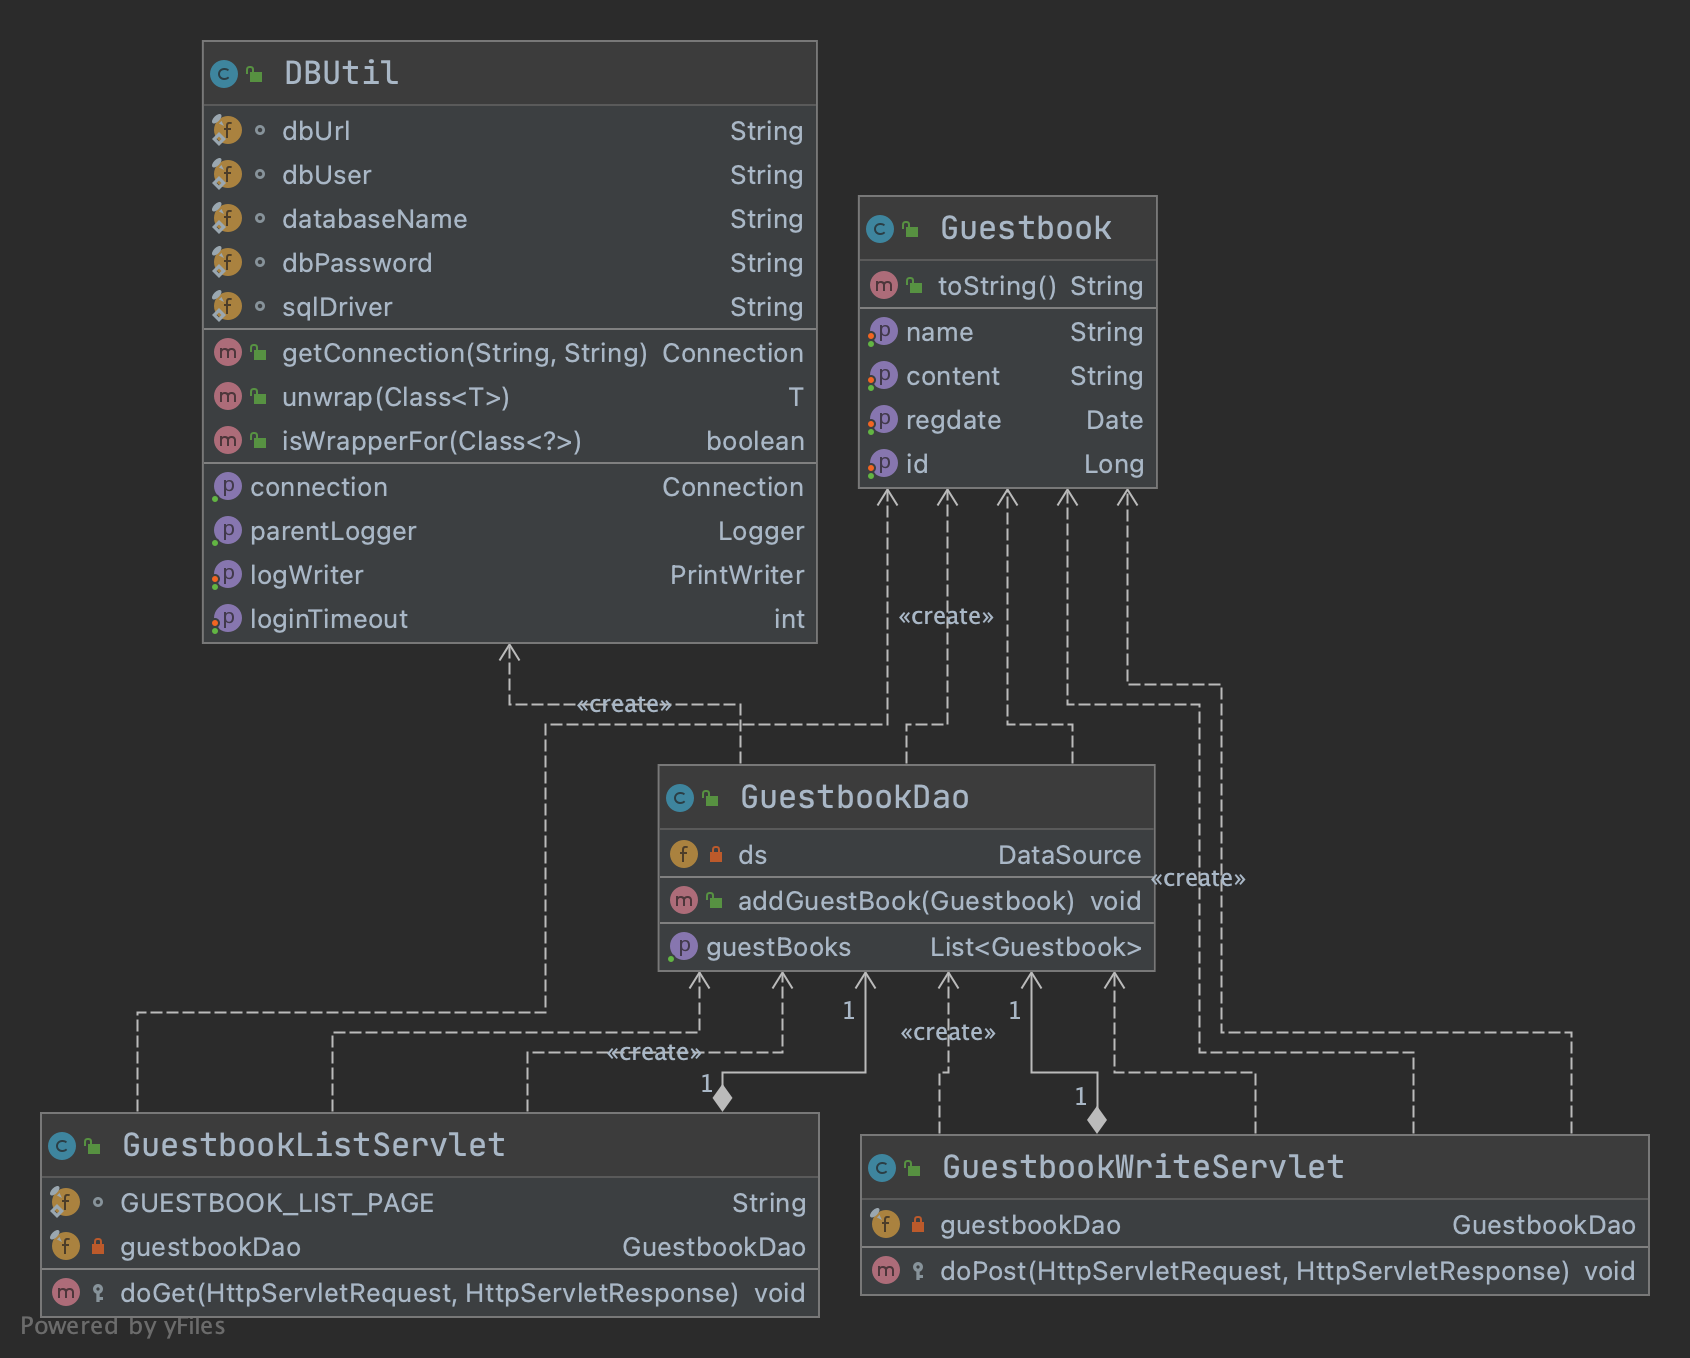 DBUtil
dbUrl String
dbUser String
databaseName String
dbPassword String
sqlDriver String
getConnection(String, String) Connection
unwrap(Class<T>) T
isWrapperFor(Class<?>) boolean
connection Connection
parentLogger Logger
logWriter PrintWriter
loginTimeout int
Guestbook
toString() String
name String
content String
regdate Date
id Long
«create»
«create»
GuestbookDao
ds DataSource
addGuestBook(Guestbook) void
guestBooks List<Guestbook>
«create»
1
1
«create»
«create»
1
1
GuestbookListServlet
GUESTBOOK_LIST_PAGE String
guestbookDao GuestbookDao
doGet(HttpServletRequest, HttpServletResponse) void
GuestbookWriteServlet
guestbookDao GuestbookDao
doPost(HttpServletRequest, HttpServletResponse) void
Powered by yFiles